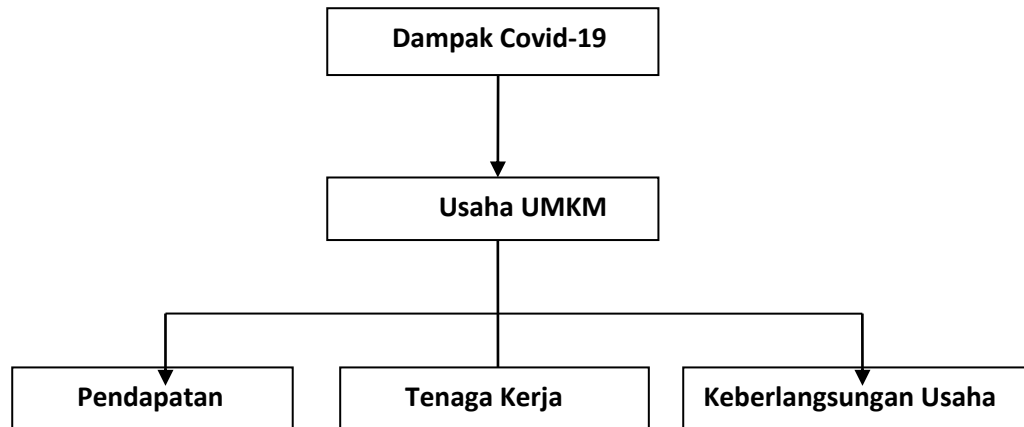 Dampak Covid-19
Usaha UMKM
Pendapatan
Tenaga Kerja
Keberlangsungan Usaha